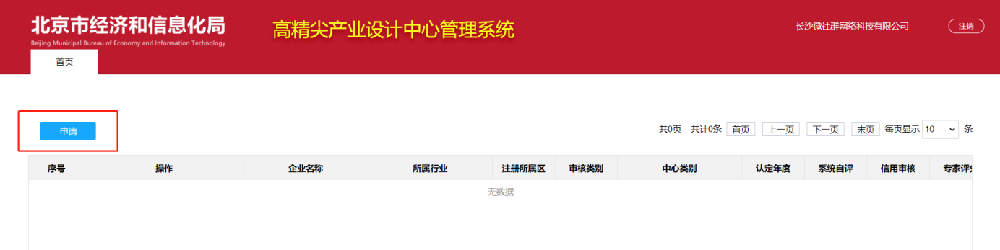 北京市经济和信息化局
Beijing Municipal Bureau of Economy and Information Technology
高精尖产业设计中心管理系统
长沙微社群网络科技有限公司
注销
首页
申请
共0页 共计0条 首页 上一页 下一页 末页 每页显示 10 条
序号 操作 企业名称 所属行业 注册所属区 审核类别 中心类别 认定年度 系统自评 信用审核 专家评
无数据